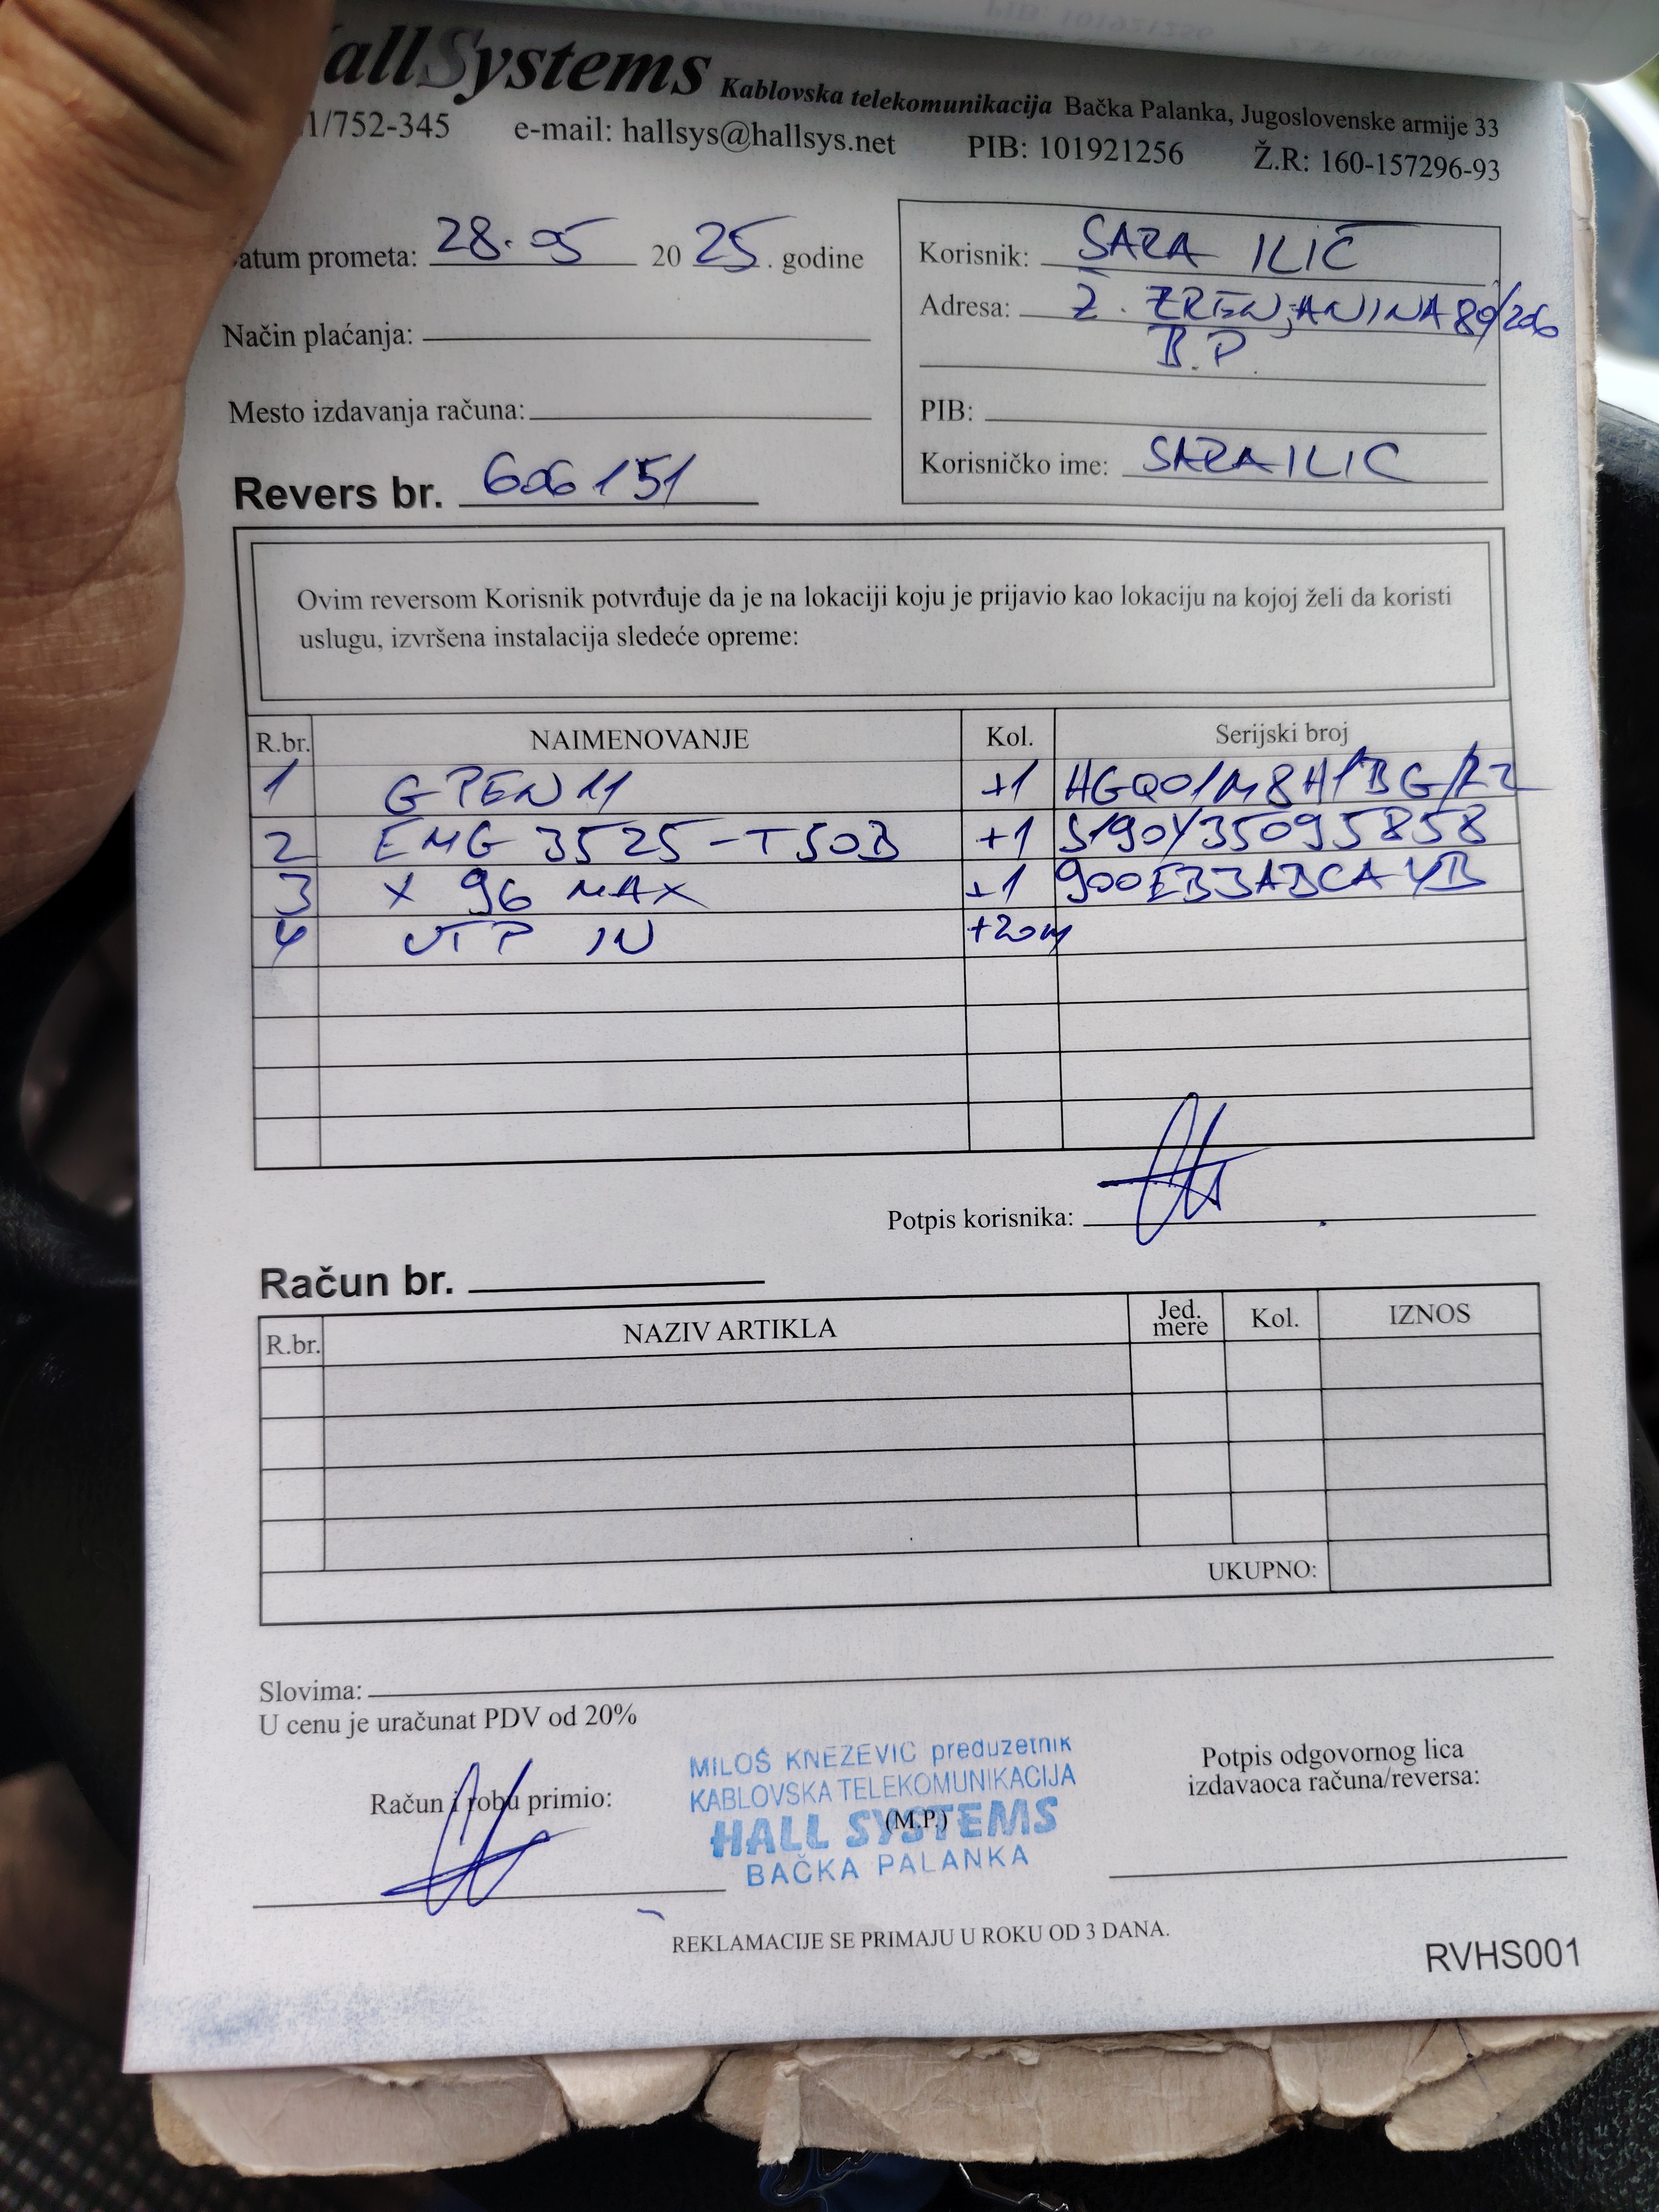 allSystems Kablovska telekomunikacija Bačka Palanka, Jugoslovenske armije 33
1/752-345 e-mail: hallsys@hallsys.net PIB: 101921256 Ž.R: 160-157296-93
atum prometa: 28.05 2025. godine
Korisnik: SARA ILIĆ
Adresa: Ž. ZRENJANINA 89/206
B.P.
Način plaćanja:
Mesto izdavanja računa:
PIB:
Korisničko ime: SARAILIC
Revers br. 606151
Ovim reversom Korisnik potvrđuje da je na lokaciji koju je prijavio kao lokaciju na kojoj želi da koristi
uslugu, izvršena instalacija sledeće opreme:
R.br. NAIMENOVANJE Kol. Serijski broj
1 GPEN11 +1
2 EMG 3525-T50B +1 S190Y35095858
3 X 96 MAX +1 900EB3ABCA4B
4 UTP IN +20m
Potpis korisnika:
Račun br.
R.br. NAZIV ARTIKLA Jed. mere Kol. IZNOS
UKUPNO:
Slovima:
U cenu je uračunat PDV od 20%
Račun i robu primio:
MILOŠ KNEŽEVIĆ preduzetnik
KABLOVSKA TELEKOMUNIKACIJA
HALL SYSTEMS
(M.P.)
BAČKA PALANKA
Potpis odgovornog lica
izdavaoca računa/reversa:
REKLAMACIJE SE PRIMAJU U ROKU OD 3 DANA.
RVHS001